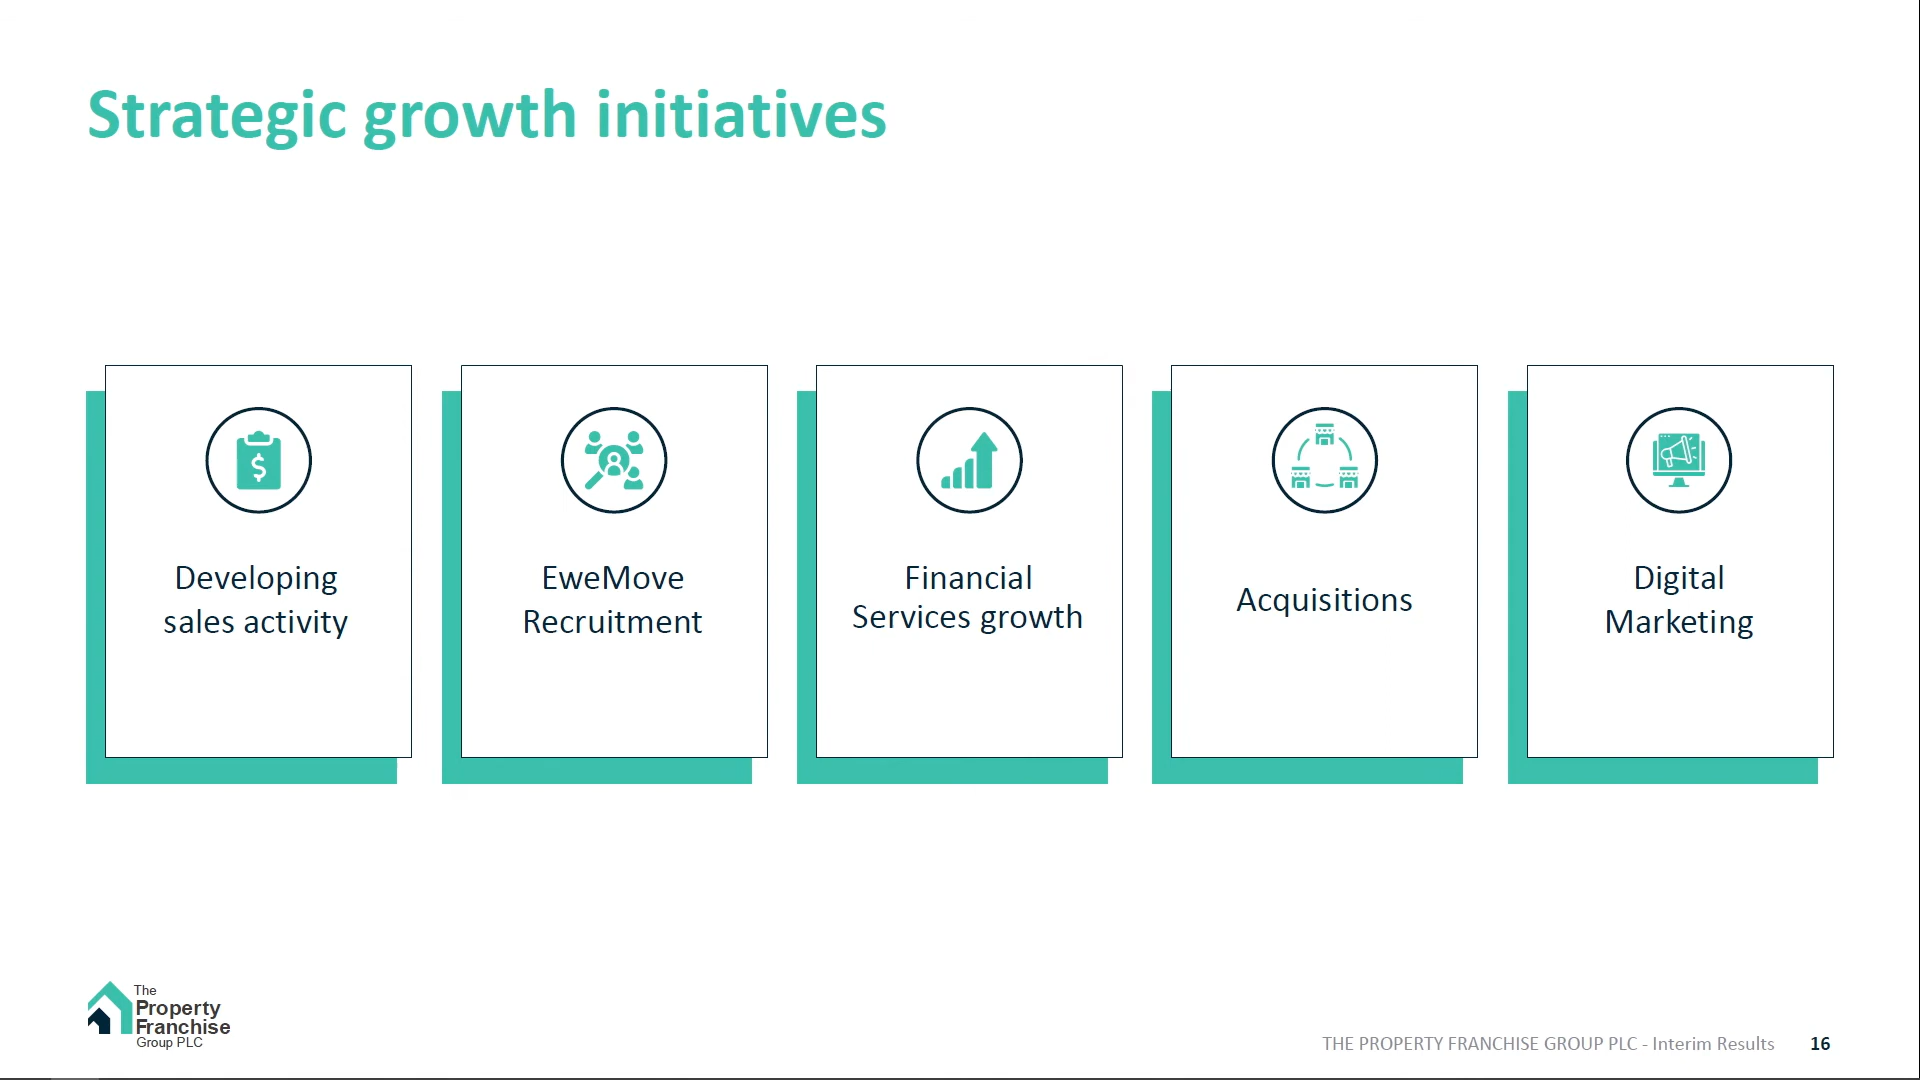 Strategic growth initiatives
$
Developing
sales activity
EweMove
Recruitment
Financial
Services growth
Acquisitions
Digital
Marketing
The
Property
Franchise
Group PLC
THE PROPERTY FRANCHISE GROUP PLC - Interim Results 16